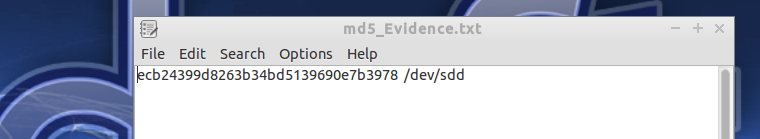 md5_Evidence.txt
File Edit Search Options Help
ecb24399d8263b34bd5139690e7b3978 /dev/sdd